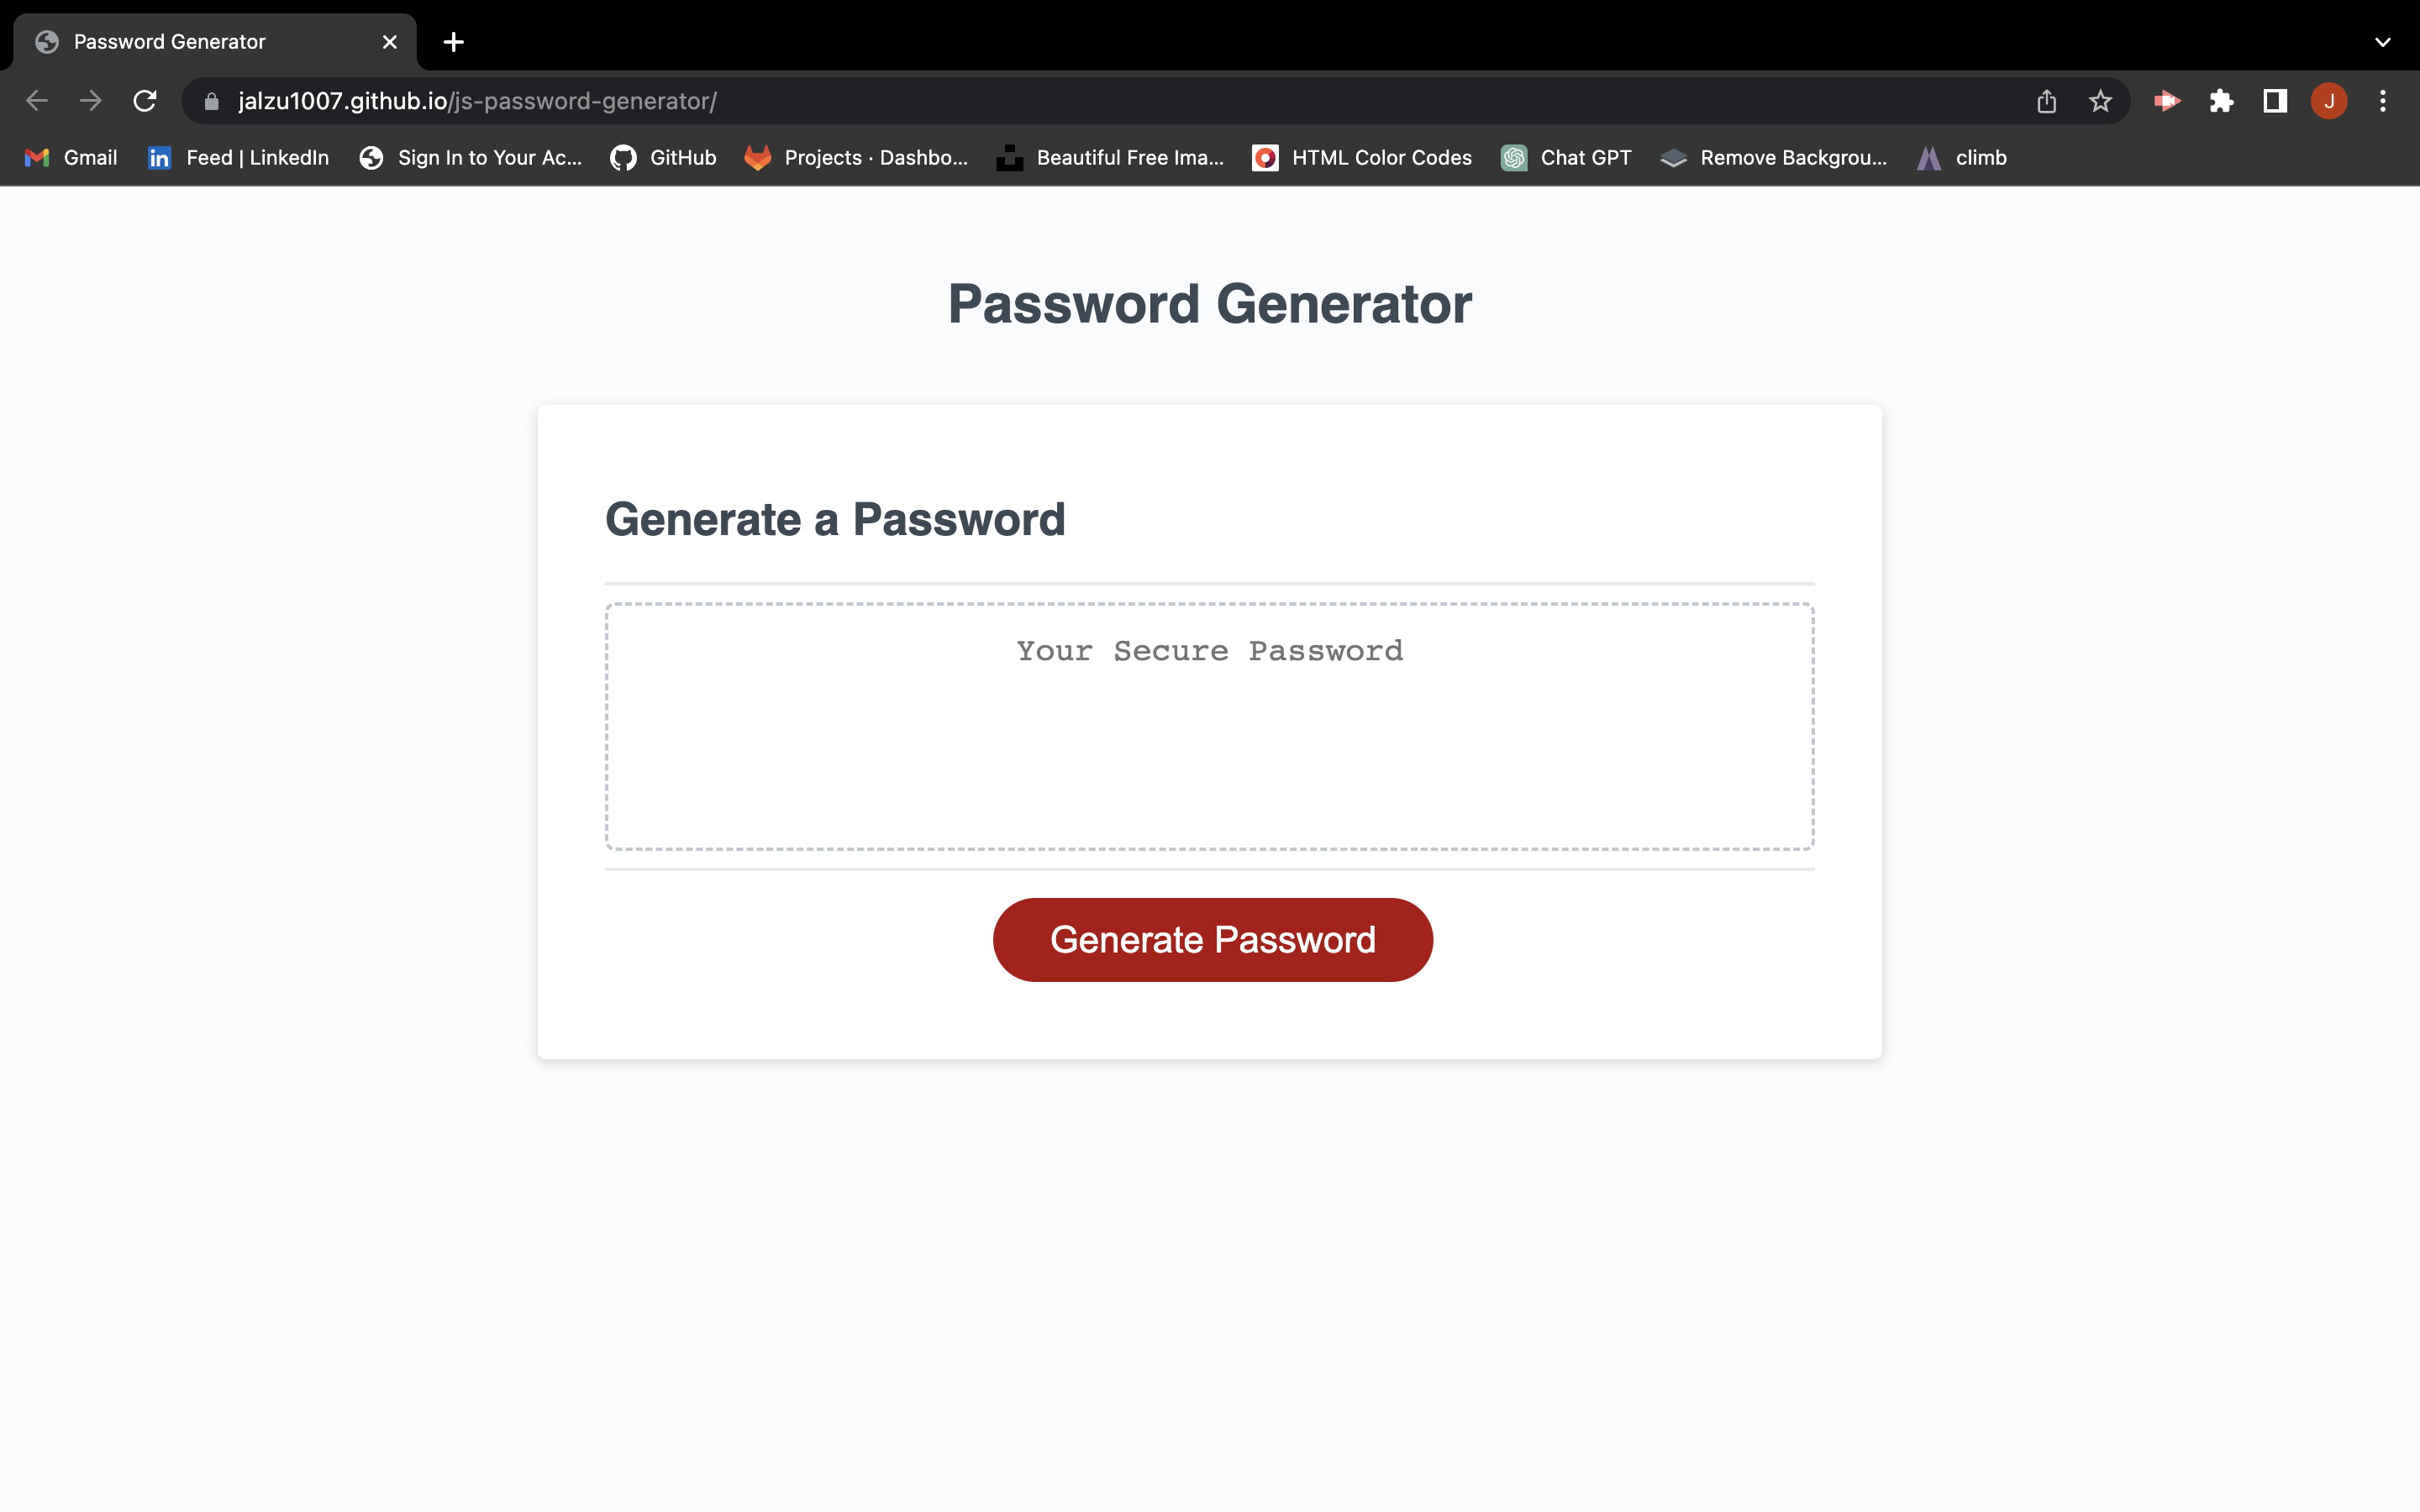 Password Generator
jalzu1007.github.io/js-password-generator/
J
Gmail
in Feed | LinkedIn
Sign In to Your Ac...
GitHub
Projects · Dashbo...
Beautiful Free Ima...
HTML Color Codes
Chat GPT
Remove Backgrou...
climb
Password Generator
Generate a Password
Your Secure Password
Generate Password